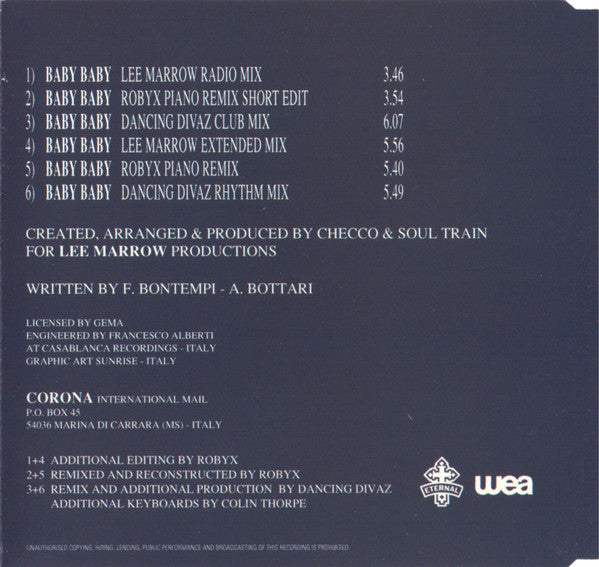 1) BABY BABY LEE MARROW RADIO MIX 3.46
2) BABY BABY ROBYX PIANO REMIX SHORT EDIT 3.54
3) BABY BABY DANCING DIVAZ CLUB MIX 6.07
4) BABY BABY LEE MARROW EXTENDED MIX 5.56
5) BABY BABY ROBYX PIANO REMIX 5.40
6) BABY BABY DANCING DIVAZ RHYTHM MIX 5.49
CREATED, ARRANGED & PRODUCED BY CHECCO & SOUL TRAIN
FOR LEE MARROW PRODUCTIONS
WRITTEN BY F. BONTEMPI - A. BOTTARI
LICENSED BY GEMA
ENGINEERED BY FRANCESCO ALBERTI
AT CASABLANCA RECORDINGS - ITALY
GRAPHIC ART SUNRISE - ITALY
CORONA INTERNATIONAL MAIL
P.O. BOX 45
54036 MARINA DI CARRARA (MS) - ITALY
1+4 ADDITIONAL EDITING BY ROBYX
2+5 REMIXED AND RECONSTRUCTED BY ROBYX
3+6 REMIX AND ADDITIONAL PRODUCTION BY DANCING DIVAZ
ADDITIONAL KEYBOARDS BY COLIN THORPE
ETERNAL
wea
UNAUTHORISED COPYING, HIRING, LENDING, PUBLIC PERFORMANCE AND BROADCASTING OF THIS RECORDING IS PROHIBITED.